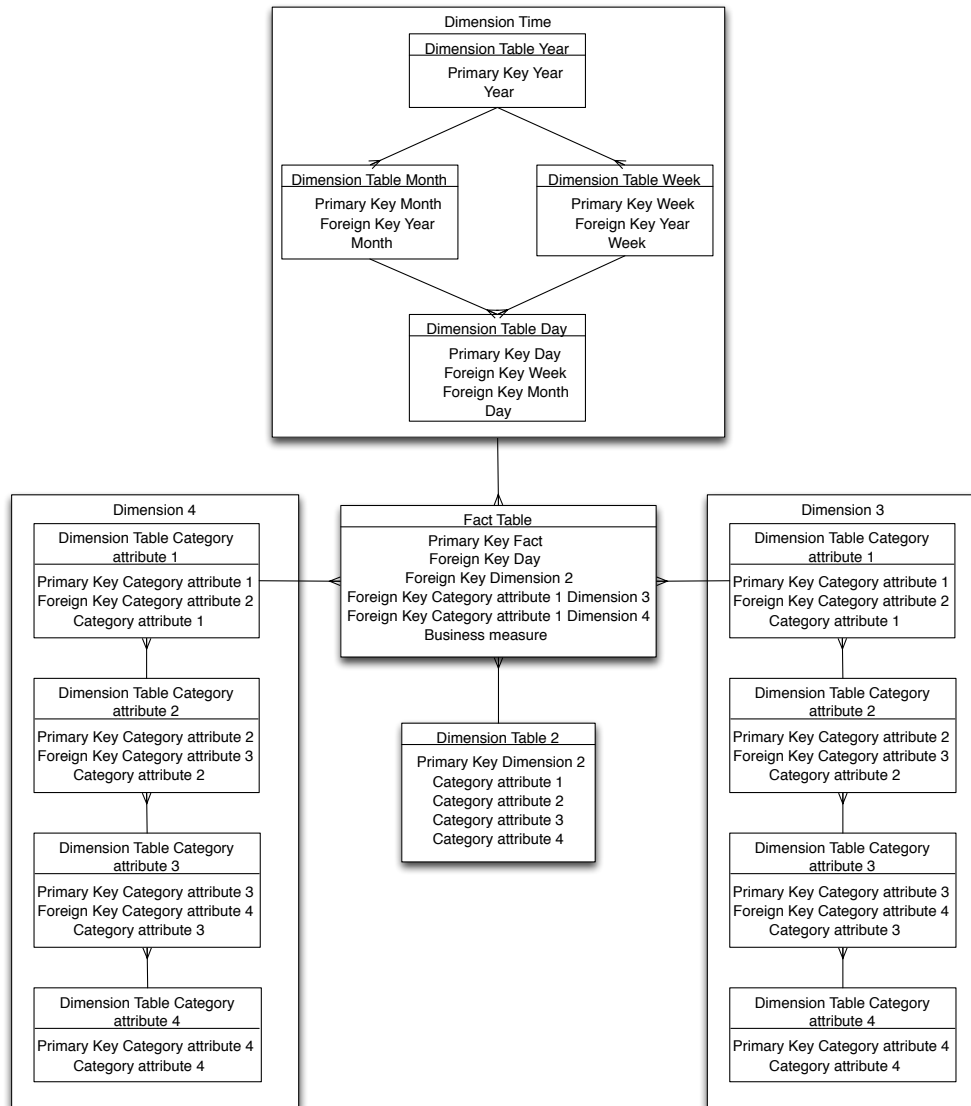 Dimension Time
Dimension Table Year
Primary Key Year
Year
Dimension Table Month
Primary Key Month
Foreign Key Year
Month
Dimension Table Week
Primary Key Week
Foreign Key Year
Week
Dimension Table Day
Primary Key Day
Foreign Key Week
Foreign Key Month
Day
Dimension 4
Dimension Table Category
attribute 1
Primary Key Category attribute 1
Foreign Key Category attribute 2
Category attribute 1
Dimension Table Category
attribute 2
Primary Key Category attribute 2
Foreign Key Category attribute 3
Category attribute 2
Dimension Table Category
attribute 3
Primary Key Category attribute 3
Foreign Key Category attribute 4
Category attribute 3
Dimension Table Category
attribute 4
Primary Key Category attribute 4
Category attribute 4
Fact Table
Primary Key Fact
Foreign Key Day
Foreign Key Dimension 2
Foreign Key Category attribute 1 Dimension 3
Foreign Key Category attribute 1 Dimension 4
Business measure
Dimension Table 2
Primary Key Dimension 2
Category attribute 1
Category attribute 2
Category attribute 3
Category attribute 4
Dimension 3
Dimension Table Category
attribute 1
Primary Key Category attribute 1
Foreign Key Category attribute 2
Category attribute 1
Dimension Table Category
attribute 2
Primary Key Category attribute 2
Foreign Key Category attribute 3
Category attribute 2
Dimension Table Category
attribute 3
Primary Key Category attribute 3
Foreign Key Category attribute 4
Category attribute 3
Dimension Table Category
attribute 4
Primary Key Category attribute 4
Category attribute 4